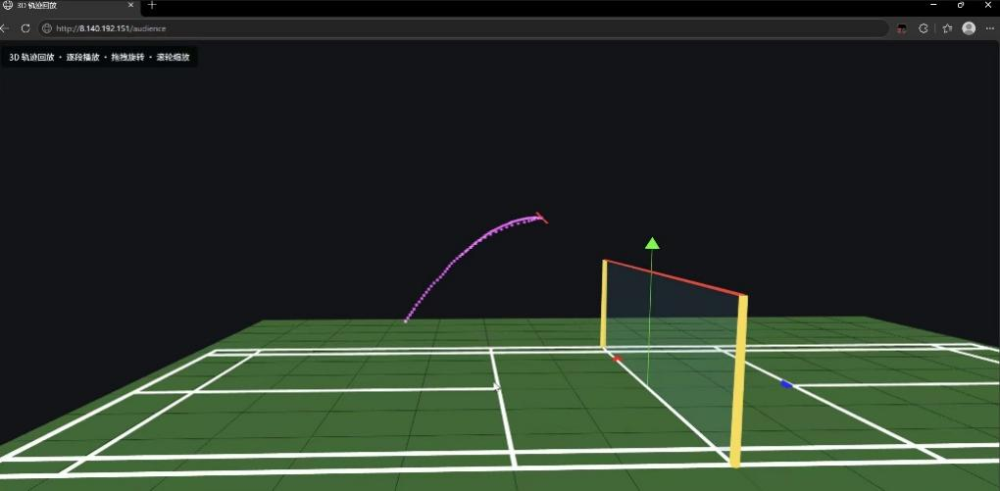 3D 轨迹回放
http://8.140.192.151/audience
3D 轨迹回放 • 逐段播放 • 拖拽旋转 • 滚轮缩放